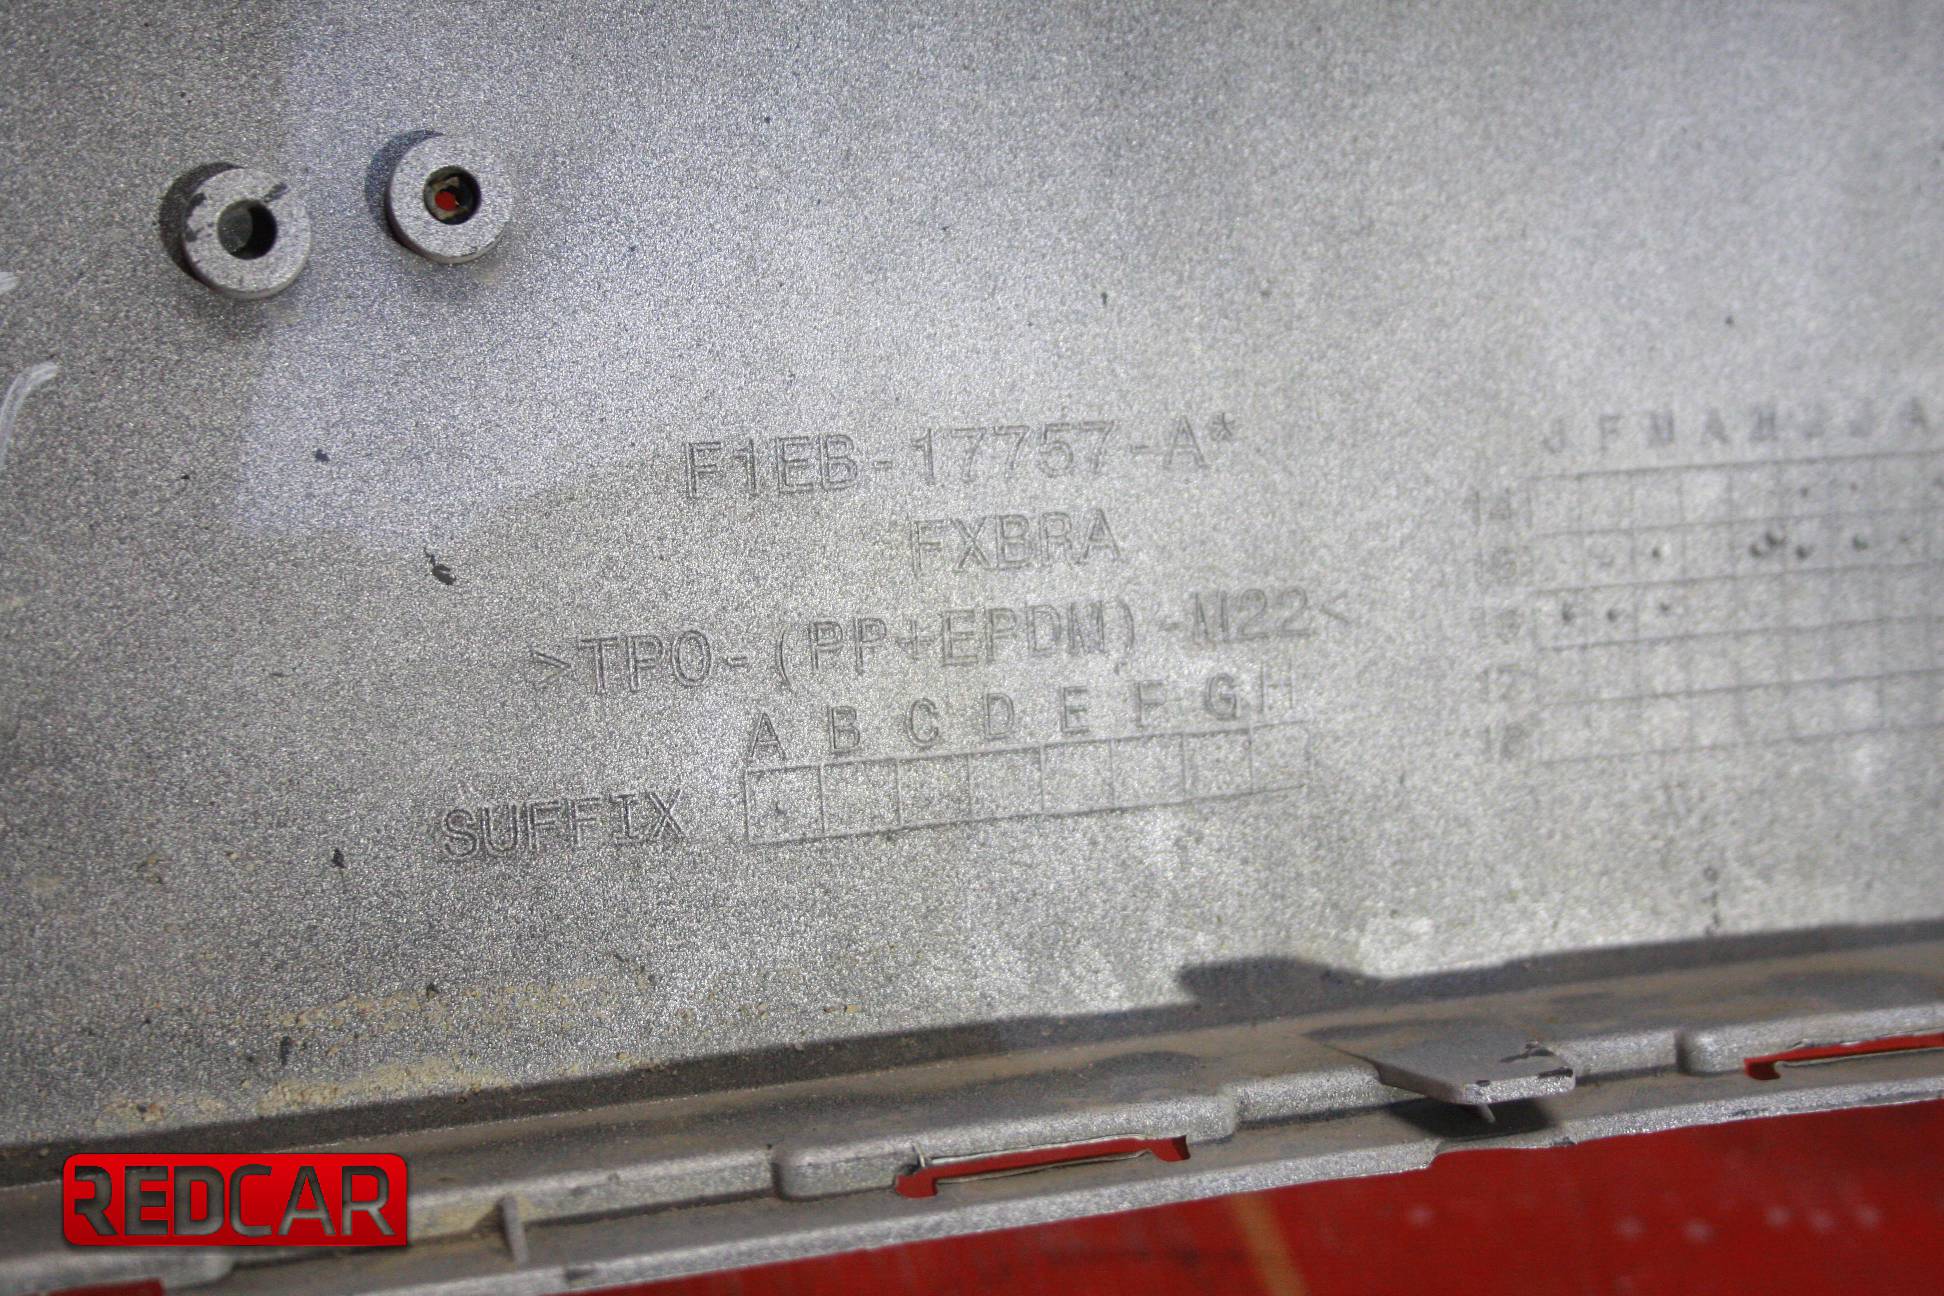 F1EB-17757-A*
FXBRA
>TPO-(PP+EPDM)-M22<
A B C D E F G H
SUFFIX
J F M A M J J A
14
15
16
17
18
REDCAR